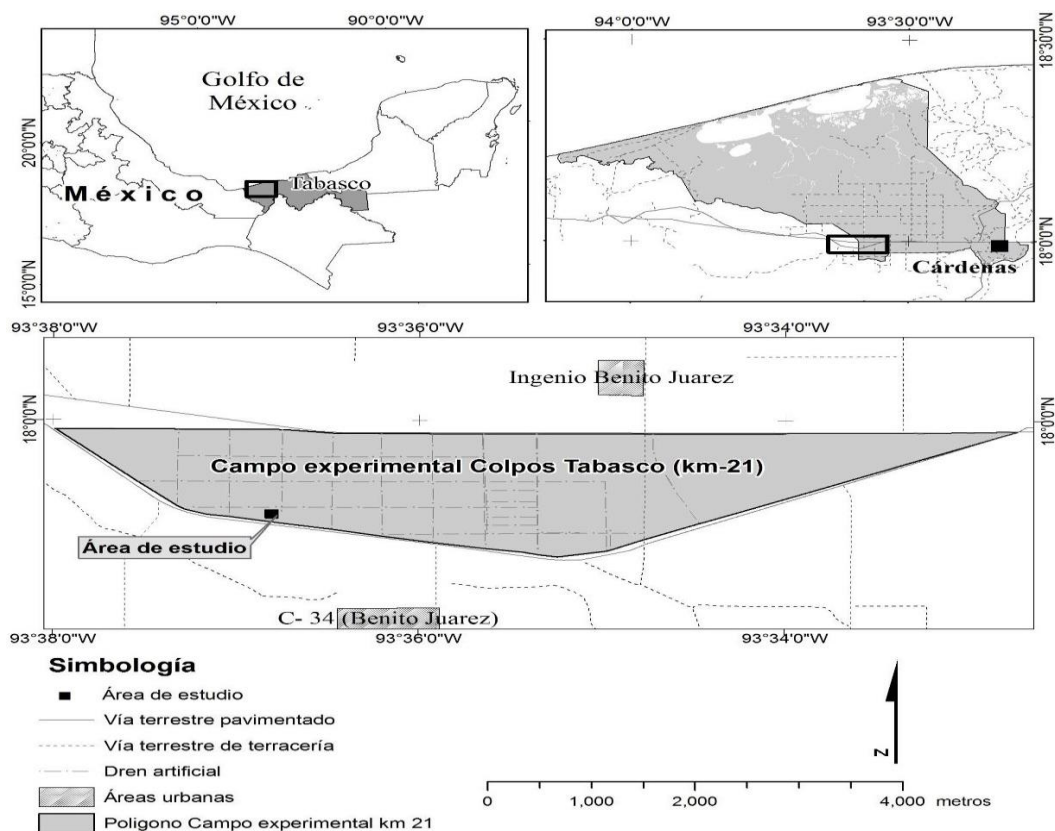 95°0'0"W 90°0'0"W
20°0'0"N
15°0'0"N
Golfo de
México
México
Tabasco
94°0'0"W 93°30'0"W
18°30'0"N
18°0'0"N
Cárdenas
93°38'0"W 93°36'0"W 93°34'0"W
18°0'0"N
18°0'0"N
Ingenio Benito Juarez
Campo experimental Colpos Tabasco (km-21)
Área de estudio
C- 34 (Benito Juarez)
93°38'0"W 93°36'0"W 93°34'0"W
Simbología
Área de estudio
Vía terrestre pavimentado
Vía terrestre de terracería
Dren artificial
Áreas urbanas
Poligono Campo experimental km 21
N
0 1,000 2,000 4,000 metros